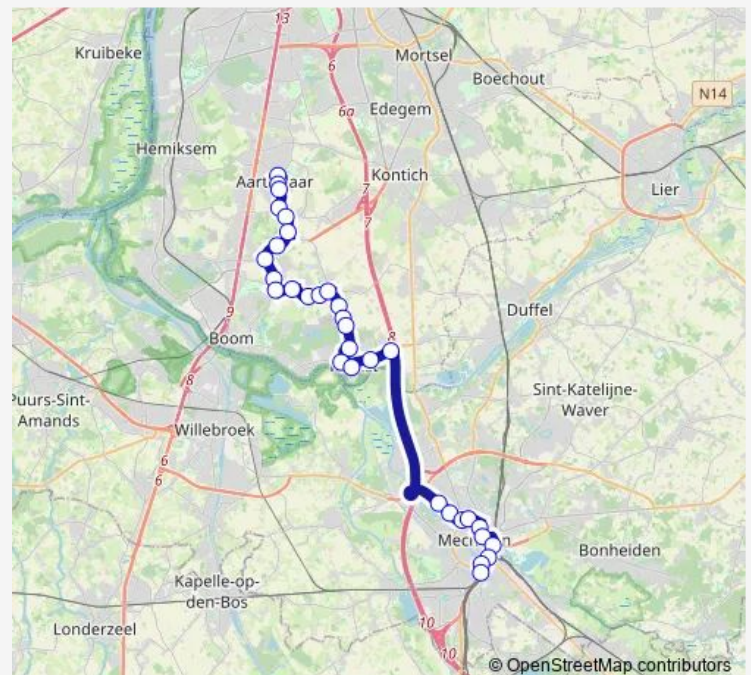 13
Kruibeke
Mortsel
6
Boechout
N14
6a
Edegem
Hemiksem
Kontich
7
Lier
7
9
Duffel
8
Boom
8
Sint-Katelijne-
Waver
Puurs-Sint-
Amands
Willebroek
6
6
Bonheiden
Kapelle-op-
den-Bos
10
Londerzeel
10
© OpenStreetMap contributors